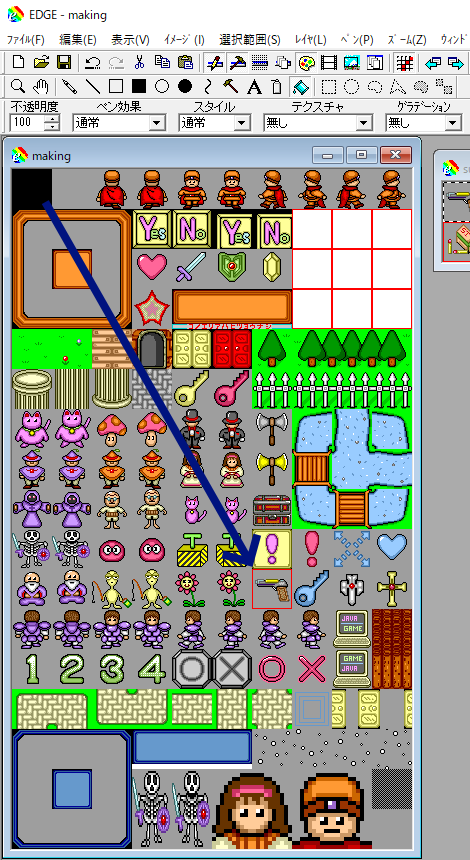 EDGE - making
ファイル(F) 編集(E) 表示(V) イメージ(I) 選択範囲(S) レイヤ(L) ペン(P) ズーム(Z) ウィンド
不透明度 ペン効果 スタイル テクスチャ グラデーション
100 通常 通常 無し 無し
making
YES NO YES NO
JAVA GAME
GAME JAVA
1 2 3 4